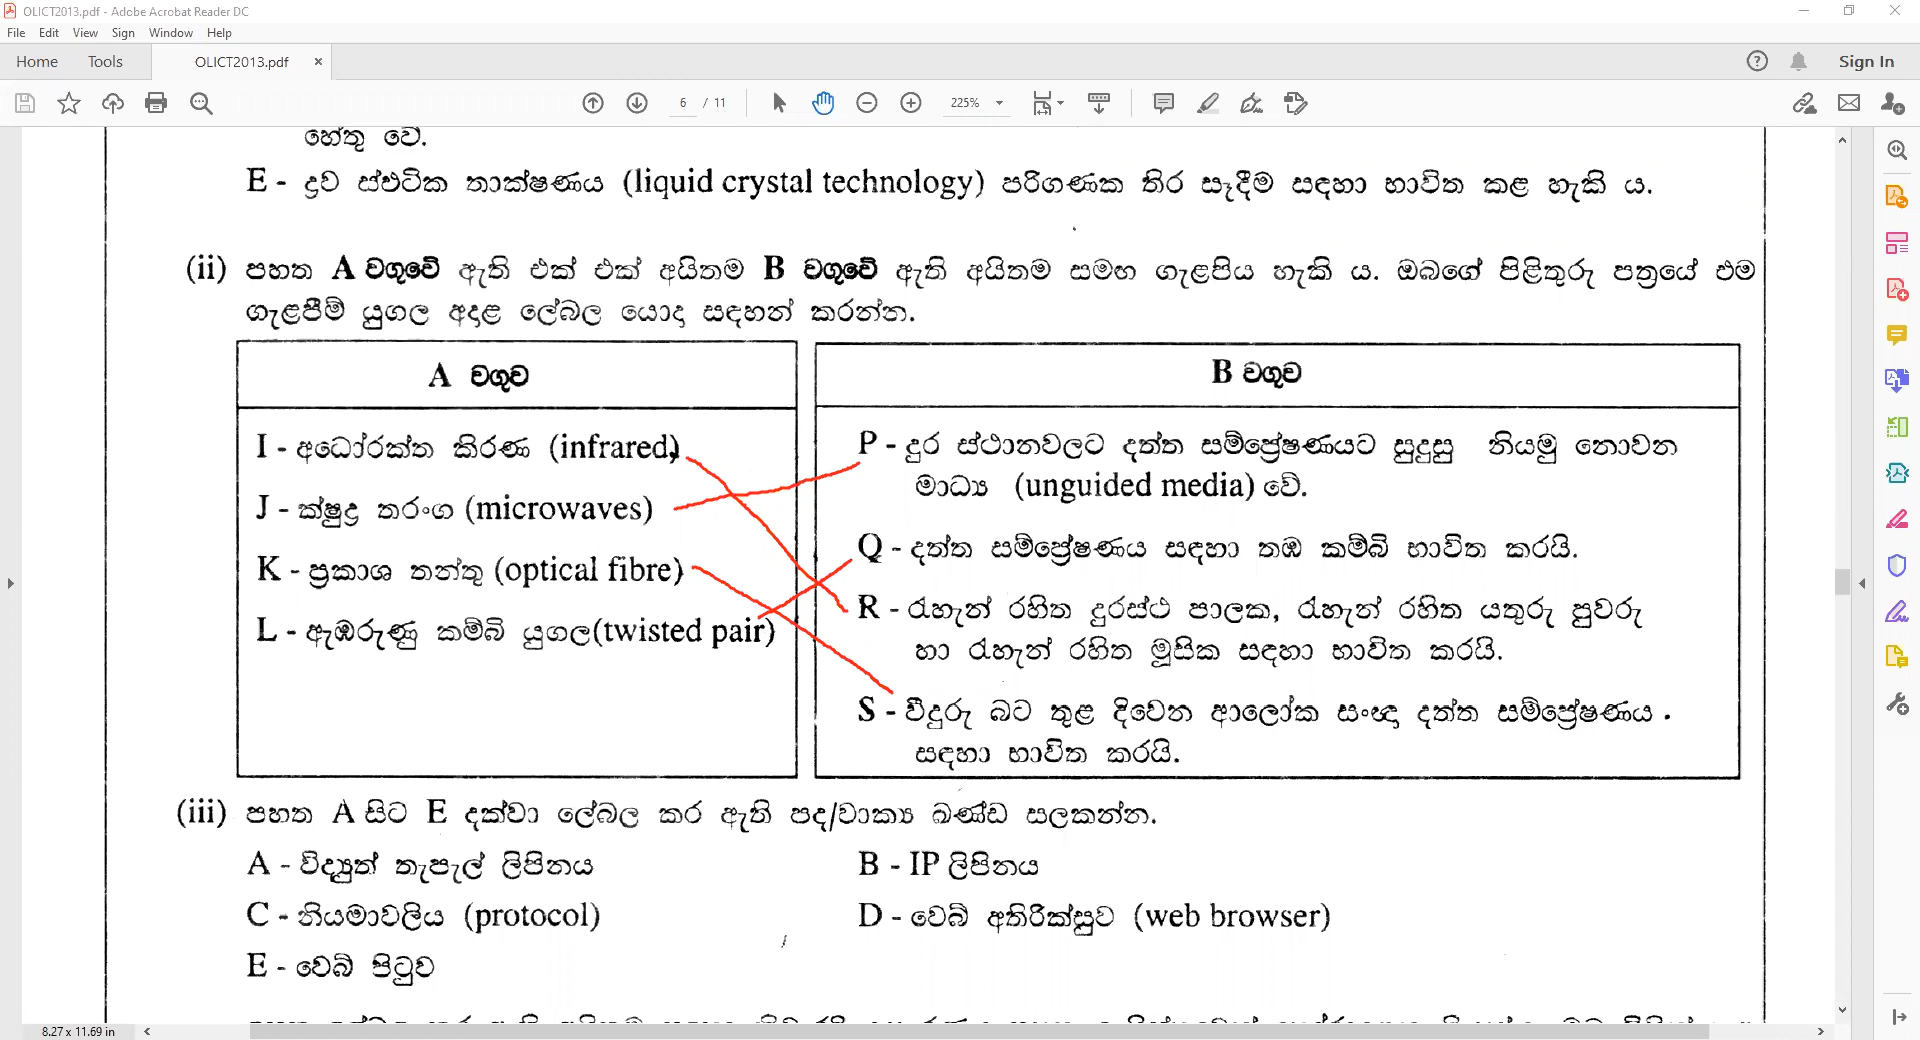 OLICT2013.pdf - Adobe Acrobat Reader DC
File Edit View Sign Window Help
Home Tools OLICT2013.pdf × Sign In
6 / 11 225%
හේතු වේ.
E - ද්‍රව ස්ඵටික තාක්ෂණය (liquid crystal technology) පරිගණක තිර සෑදීම සඳහා භාවිත කළ හැකි ය.
(ii) පහත A වගුවේ ඇති එක් එක් අයිතම B වගුවේ ඇති අයිතම සමඟ ගැළපිය හැකි ය. ඔබගේ පිළිතුරු පත්‍රයේ එම
ගැළපීම් යුගල අදාළ ලේබල යොදා සඳහන් කරන්න.
A වගුව
B වගුව
I - අධෝරක්ත කිරණ (infrared)
J - ක්ෂුද්‍ර තරංග (microwaves)
K - ප්‍රකාශ තන්තු (optical fibre)
L - ඇඹරුණු කම්බි යුගල(twisted pair)
P - දුර ස්ථානවලට දත්ත සම්ප්‍රේෂණයට සුදුසු නියමු නොවන
මාධ්‍ය (unguided media) වේ.
Q - දත්ත සම්ප්‍රේෂණය සඳහා තඹ කම්බි භාවිත කරයි.
R - රැහැන් රහිත දුරස්ථ පාලක, රැහැන් රහිත යතුරු පුවරු
හා රැහැන් රහිත මූසික සඳහා භාවිත කරයි.
S - වීදුරු බට තුළ දිවෙන ආලෝක සංඥා දත්ත සම්ප්‍රේෂණය
සඳහා භාවිත කරයි.
(iii) පහත A සිට E දක්වා ලේබල කර ඇති පද/වාක්‍ය ඛණ්ඩ සලකන්න.
A - විද්‍යුත් තැපැල් ලිපිනය
B - IP ලිපිනය
C - නියමාවලිය (protocol)
D - වෙබ් අතිරික්සුව (web browser)
E - වෙබ් පිටුව
8.27 x 11.69 in